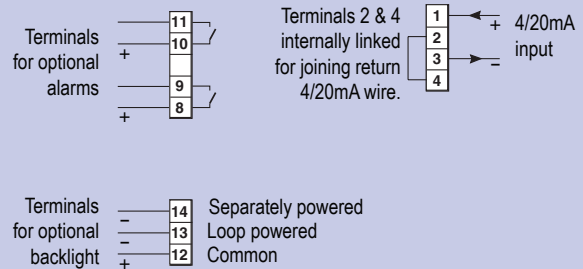 Terminals
for optional
alarms
11
10
+
9
8
+
Terminals 2 & 4
internally linked
for joining return
4/20mA wire.
1
2
3
4
+
−
4/20mA
input
Terminals
for optional
backlight
−
−
+
14 Separately powered
13 Loop powered
12 Common